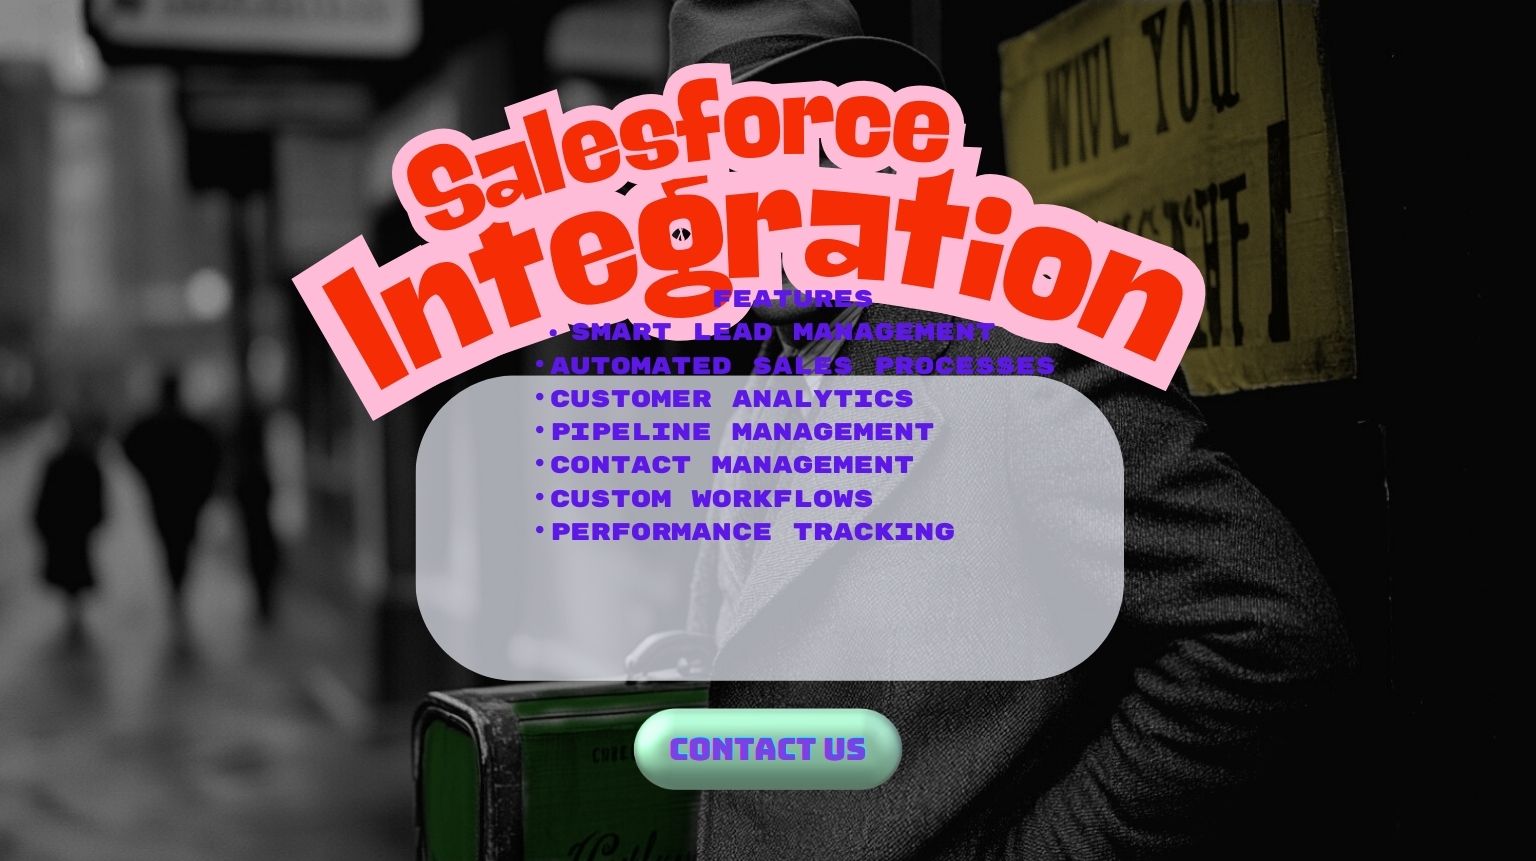 Salesforce
Integration
FEATURES
• SMART LEAD MANAGEMENT
• AUTOMATED SALES PROCESSES
• CUSTOMER ANALYTICS
• PIPELINE MANAGEMENT
• CONTACT MANAGEMENT
• CUSTOM WORKFLOWS
• PERFORMANCE TRACKING
CONTACT US
YOU